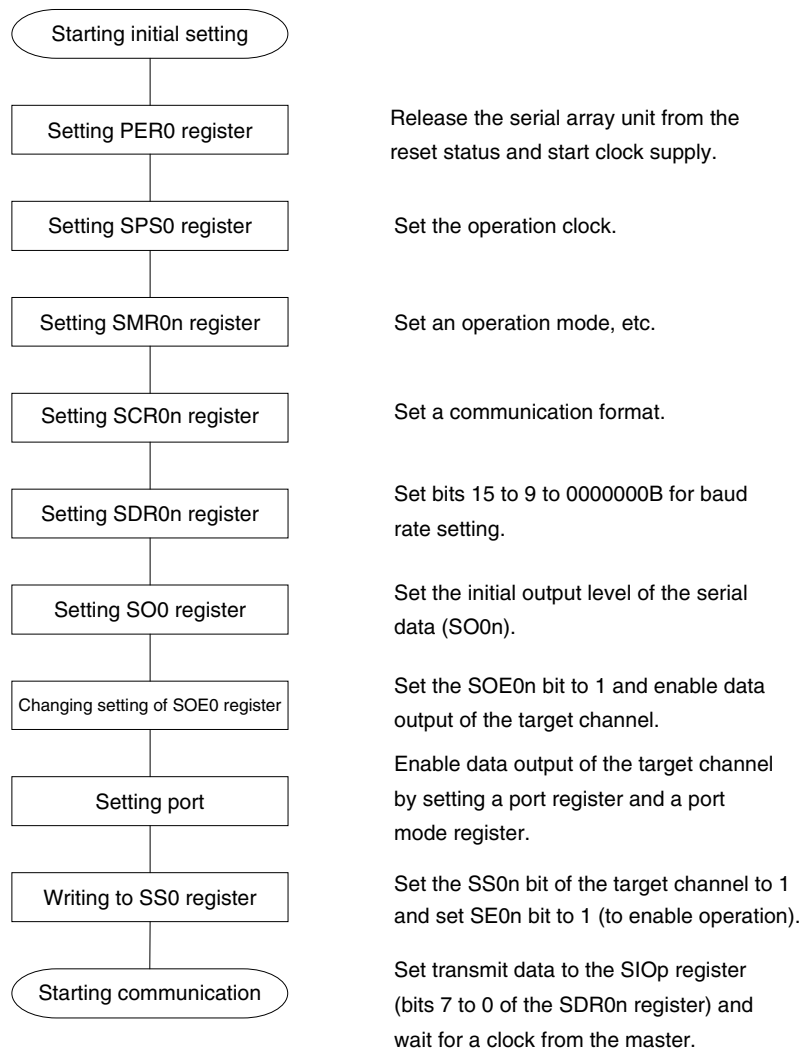 Starting initial setting
Setting PER0 register
Release the serial array unit from the
reset status and start clock supply.
Setting SPS0 register
Set the operation clock.
Setting SMR0n register
Set an operation mode, etc.
Setting SCR0n register
Set a communication format.
Setting SDR0n register
Set bits 15 to 9 to 0000000B for baud
rate setting.
Setting SO0 register
Set the initial output level of the serial
data (SO0n).
Changing setting of SOE0 register
Set the SOE0n bit to 1 and enable data
output of the target channel.
Setting port
Enable data output of the target channel
by setting a port register and a port
mode register.
Writing to SS0 register
Set the SS0n bit of the target channel to 1
and set SE0n bit to 1 (to enable operation).
Starting communication
Set transmit data to the SIOp register
(bits 7 to 0 of the SDR0n register) and
wait for a clock from the master.